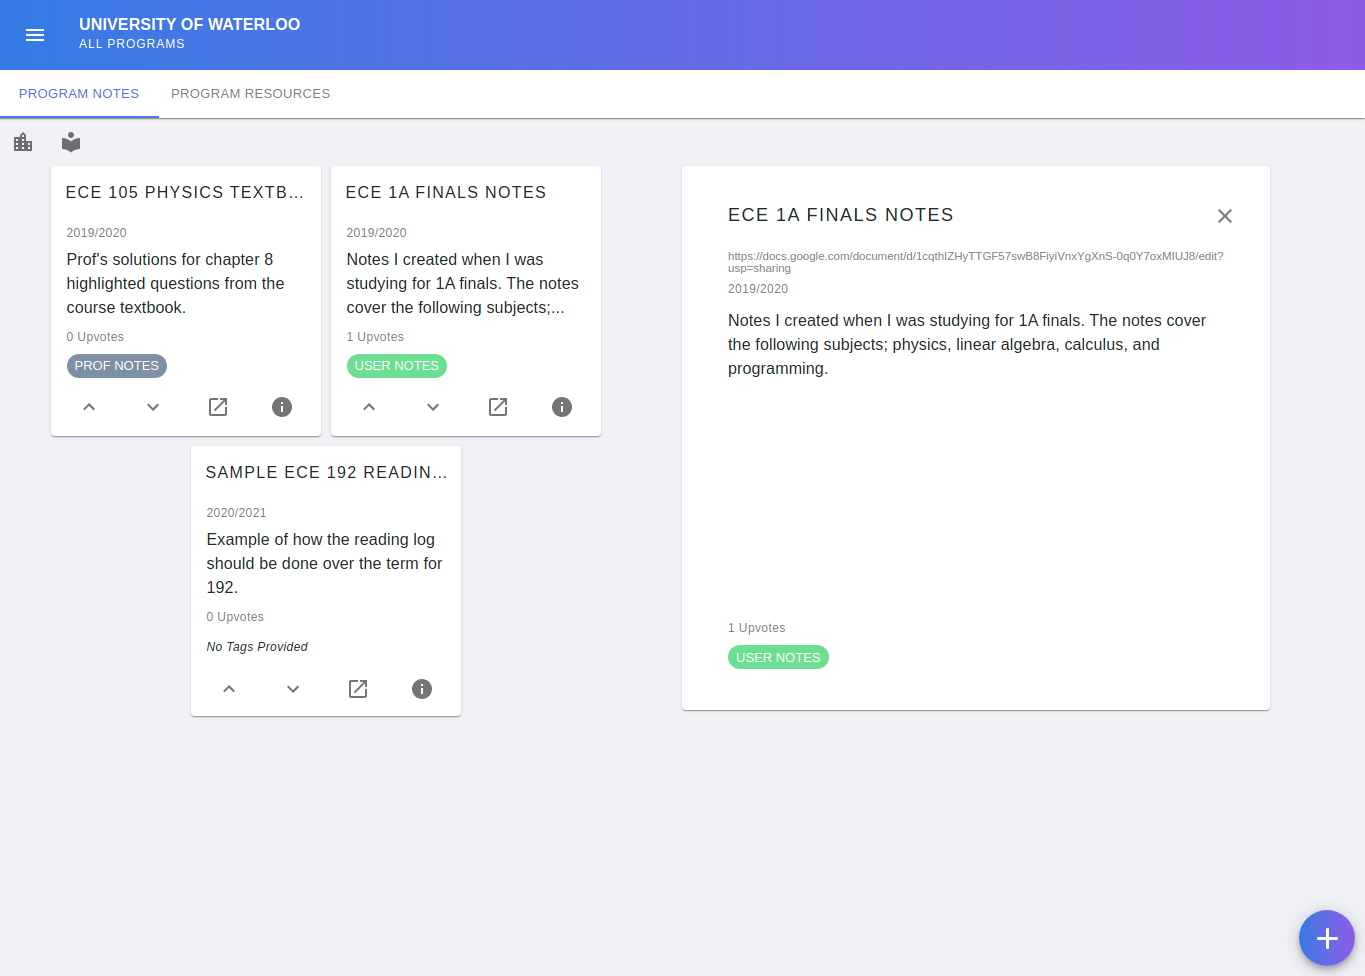 UNIVERSITY OF WATERLOO
ALL PROGRAMS
PROGRAM NOTES
PROGRAM RESOURCES
ECE 105 PHYSICS TEXTB...
2019/2020
Prof's solutions for chapter 8
highlighted questions from the
course textbook.
0 Upvotes
PROF NOTES
ECE 1A FINALS NOTES
2019/2020
Notes I created when I was
studying for 1A finals. The notes
cover the following subjects;...
1 Upvotes
USER NOTES
SAMPLE ECE 192 READIN...
2020/2021
Example of how the reading log
should be done over the term for
192.
0 Upvotes
No Tags Provided
ECE 1A FINALS NOTES
https://docs.google.com/document/d/1cqthIZHyTTGF57swB8FiyiVnxYgXnS-0q0Y7oxMIUJ8/edit?
usp=sharing
2019/2020
Notes I created when I was studying for 1A finals. The notes cover
the following subjects; physics, linear algebra, calculus, and
programming.
1 Upvotes
USER NOTES